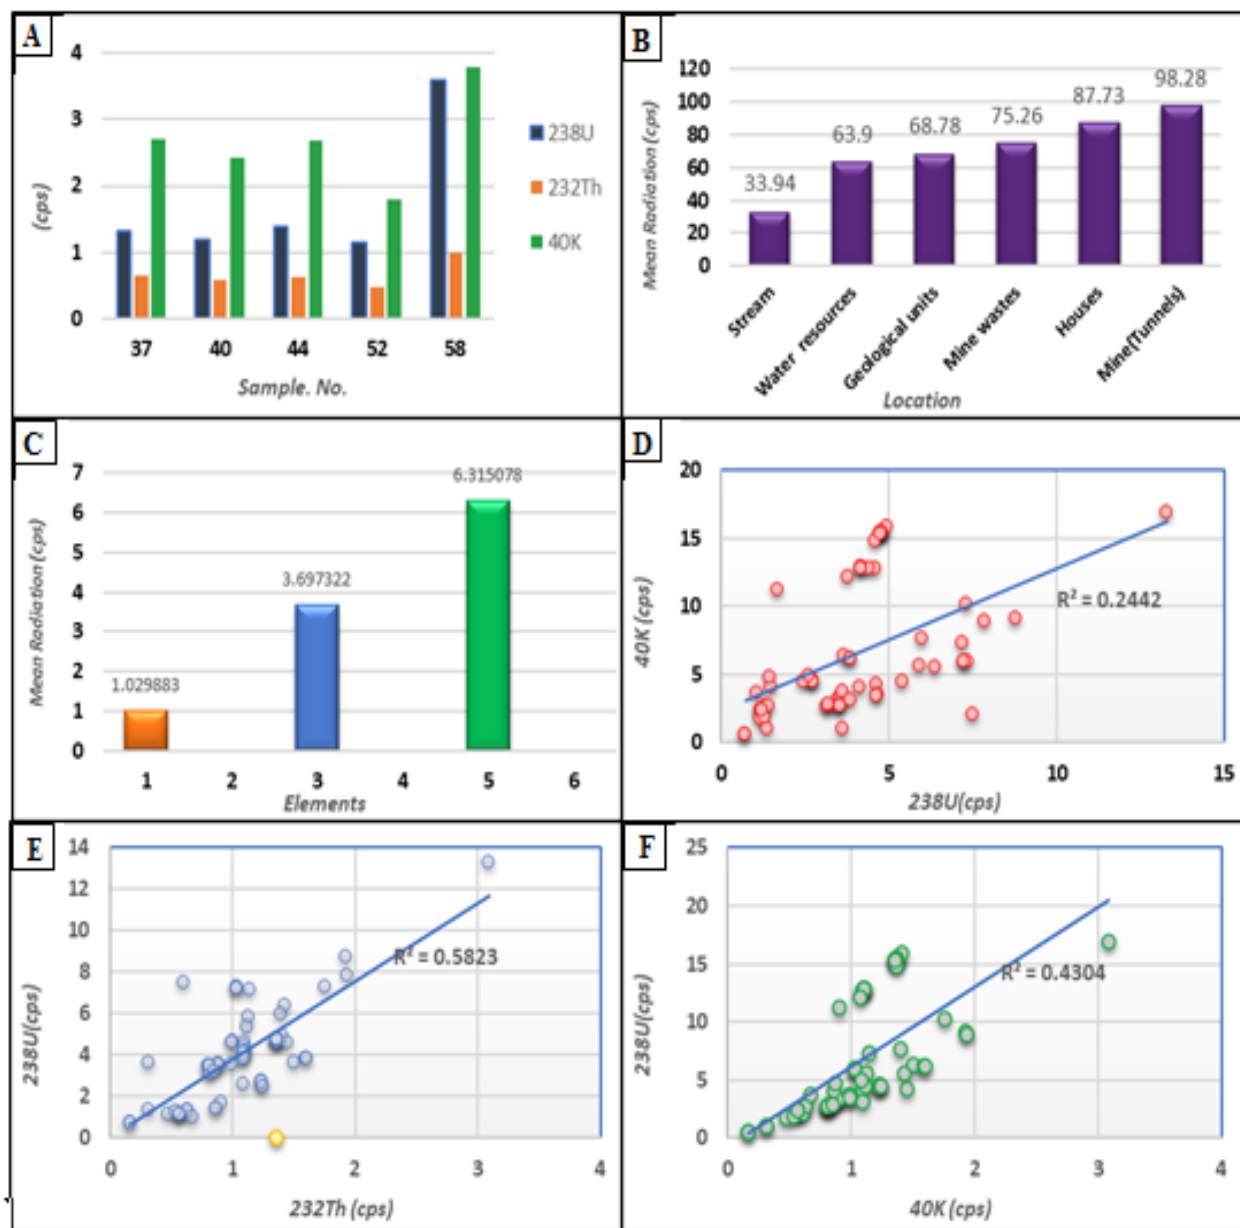 A
4
3
2
1
0
(cps)
37 40 44 52 58
Sample. No.
238U
232Th
40K
B
120
100
80
60
40
20
0
Mean Radiation (cps)
33.94
63.9
68.78
75.26
87.73
98.28
Stream
Water resources
Geological units
Mine wastes
Houses
Mine(Tunnels)
Location
C
7
6
5
4
3
2
1
0
Mean Radiation (cps)
1.029883
3.697322
6.315078
1 2 3 4 5 6
Elements
D
20
15
10
5
0
40K (cps)
R² = 0.2442
0 5 10 15
238U(cps)
E
14
12
10
8
6
4
2
0
238U(cps)
R² = 0.5823
0 1 2 3 4
232Th (cps)
F
25
20
15
10
5
0
238U(cps)
R² = 0.4304
0 1 2 3 4
40K (cps)